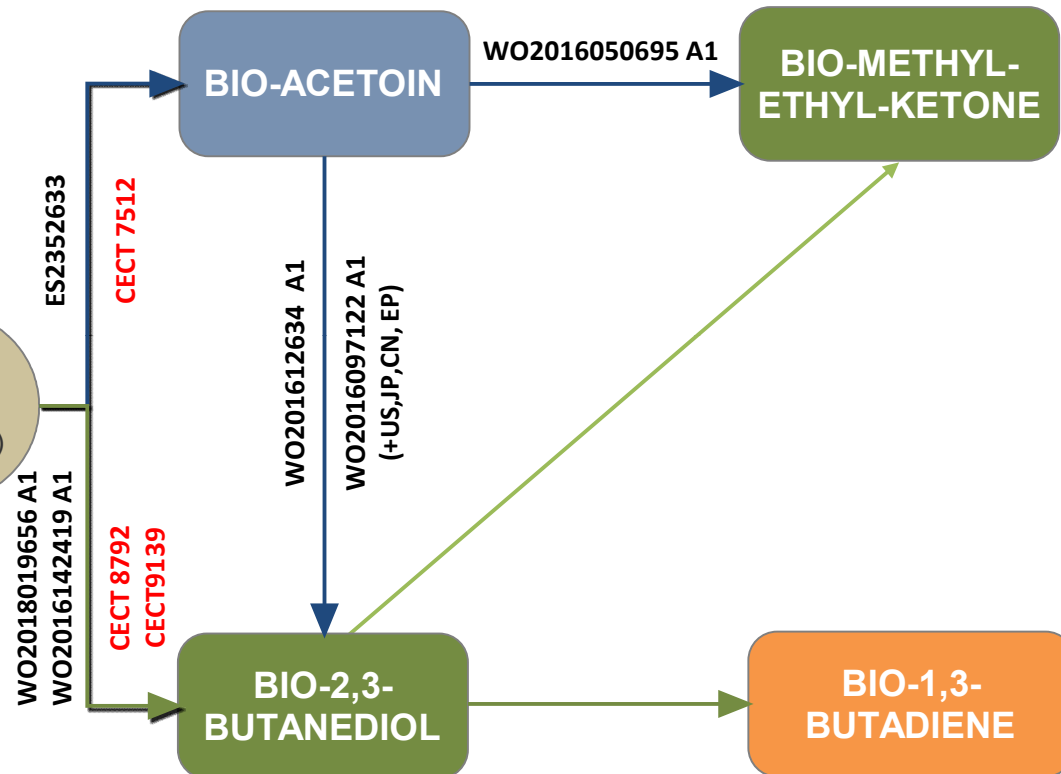 BIO-ACETOIN
WO2016050695 A1
BIO-METHYL-
ETHYL-KETONE
ES2352633
CECT 7512
WO201612634 A1
WO2016097122 A1
(+US,JP,CN, EP)
WO2018019656 A1
WO2016142419 A1
CECT 8792
CECT9139
BIO-2,3-
BUTANEDIOL
BIO-1,3-
BUTADIENE